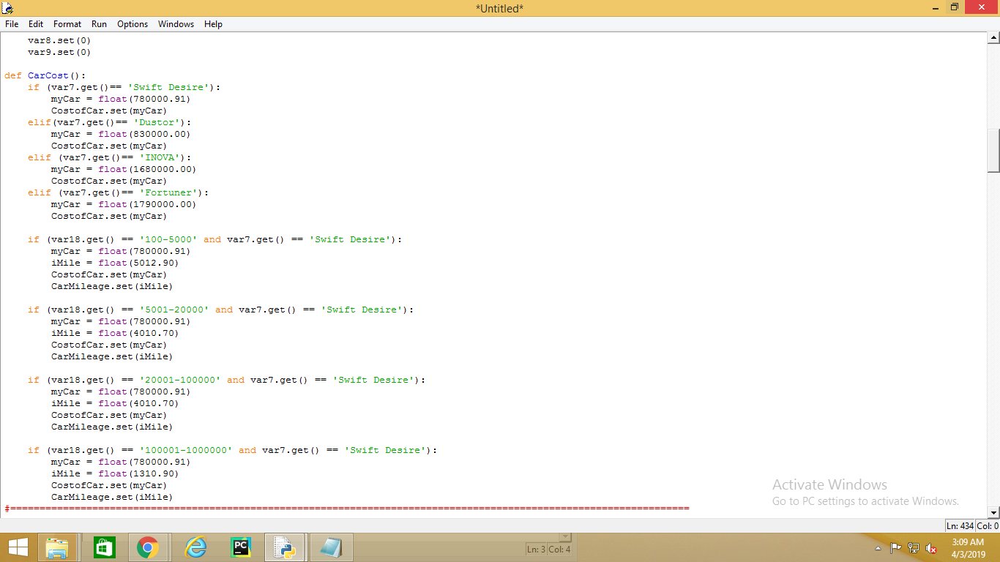 *Untitled*
File Edit Format Run Options Windows Help
    var8.set(0)
    var9.set(0)
def CarCost():
    if (var7.get()== 'Swift Desire'):
        myCar = float(780000.91)
        CostofCar.set(myCar)
    elif(var7.get()== 'Dustor'):
        myCar = float(830000.00)
        CostofCar.set(myCar)
    elif (var7.get()== 'INOVA'):
        myCar = float(1680000.00)
        CostofCar.set(myCar)
    elif (var7.get()== 'Fortuner'):
        myCar = float(1790000.00)
        CostofCar.set(myCar)
    if (var18.get() == '100-5000' and var7.get() == 'Swift Desire'):
        myCar = float(780000.91)
        iMile = float(5012.90)
        CostofCar.set(myCar)
        CarMileage.set(iMile)
    if (var18.get() == '5001-20000' and var7.get() == 'Swift Desire'):
        myCar = float(780000.91)
        iMile = float(4010.70)
        CostofCar.set(myCar)
        CarMileage.set(iMile)
    if (var18.get() == '20001-100000' and var7.get() == 'Swift Desire'):
        myCar = float(780000.91)
        iMile = float(4010.70)
        CostofCar.set(myCar)
        CarMileage.set(iMile)
    if (var18.get() == '100001-1000000' and var7.get() == 'Swift Desire'):
        myCar = float(780000.91)
        iMile = float(1310.90)
        CostofCar.set(myCar)
        CarMileage.set(iMile)
#====================================================================================================================
Activate Windows
Go to PC settings to activate Windows.
Ln: 434 Col: 0
PC
Ln: 3 Col: 4
3:09 AM
4/3/2019